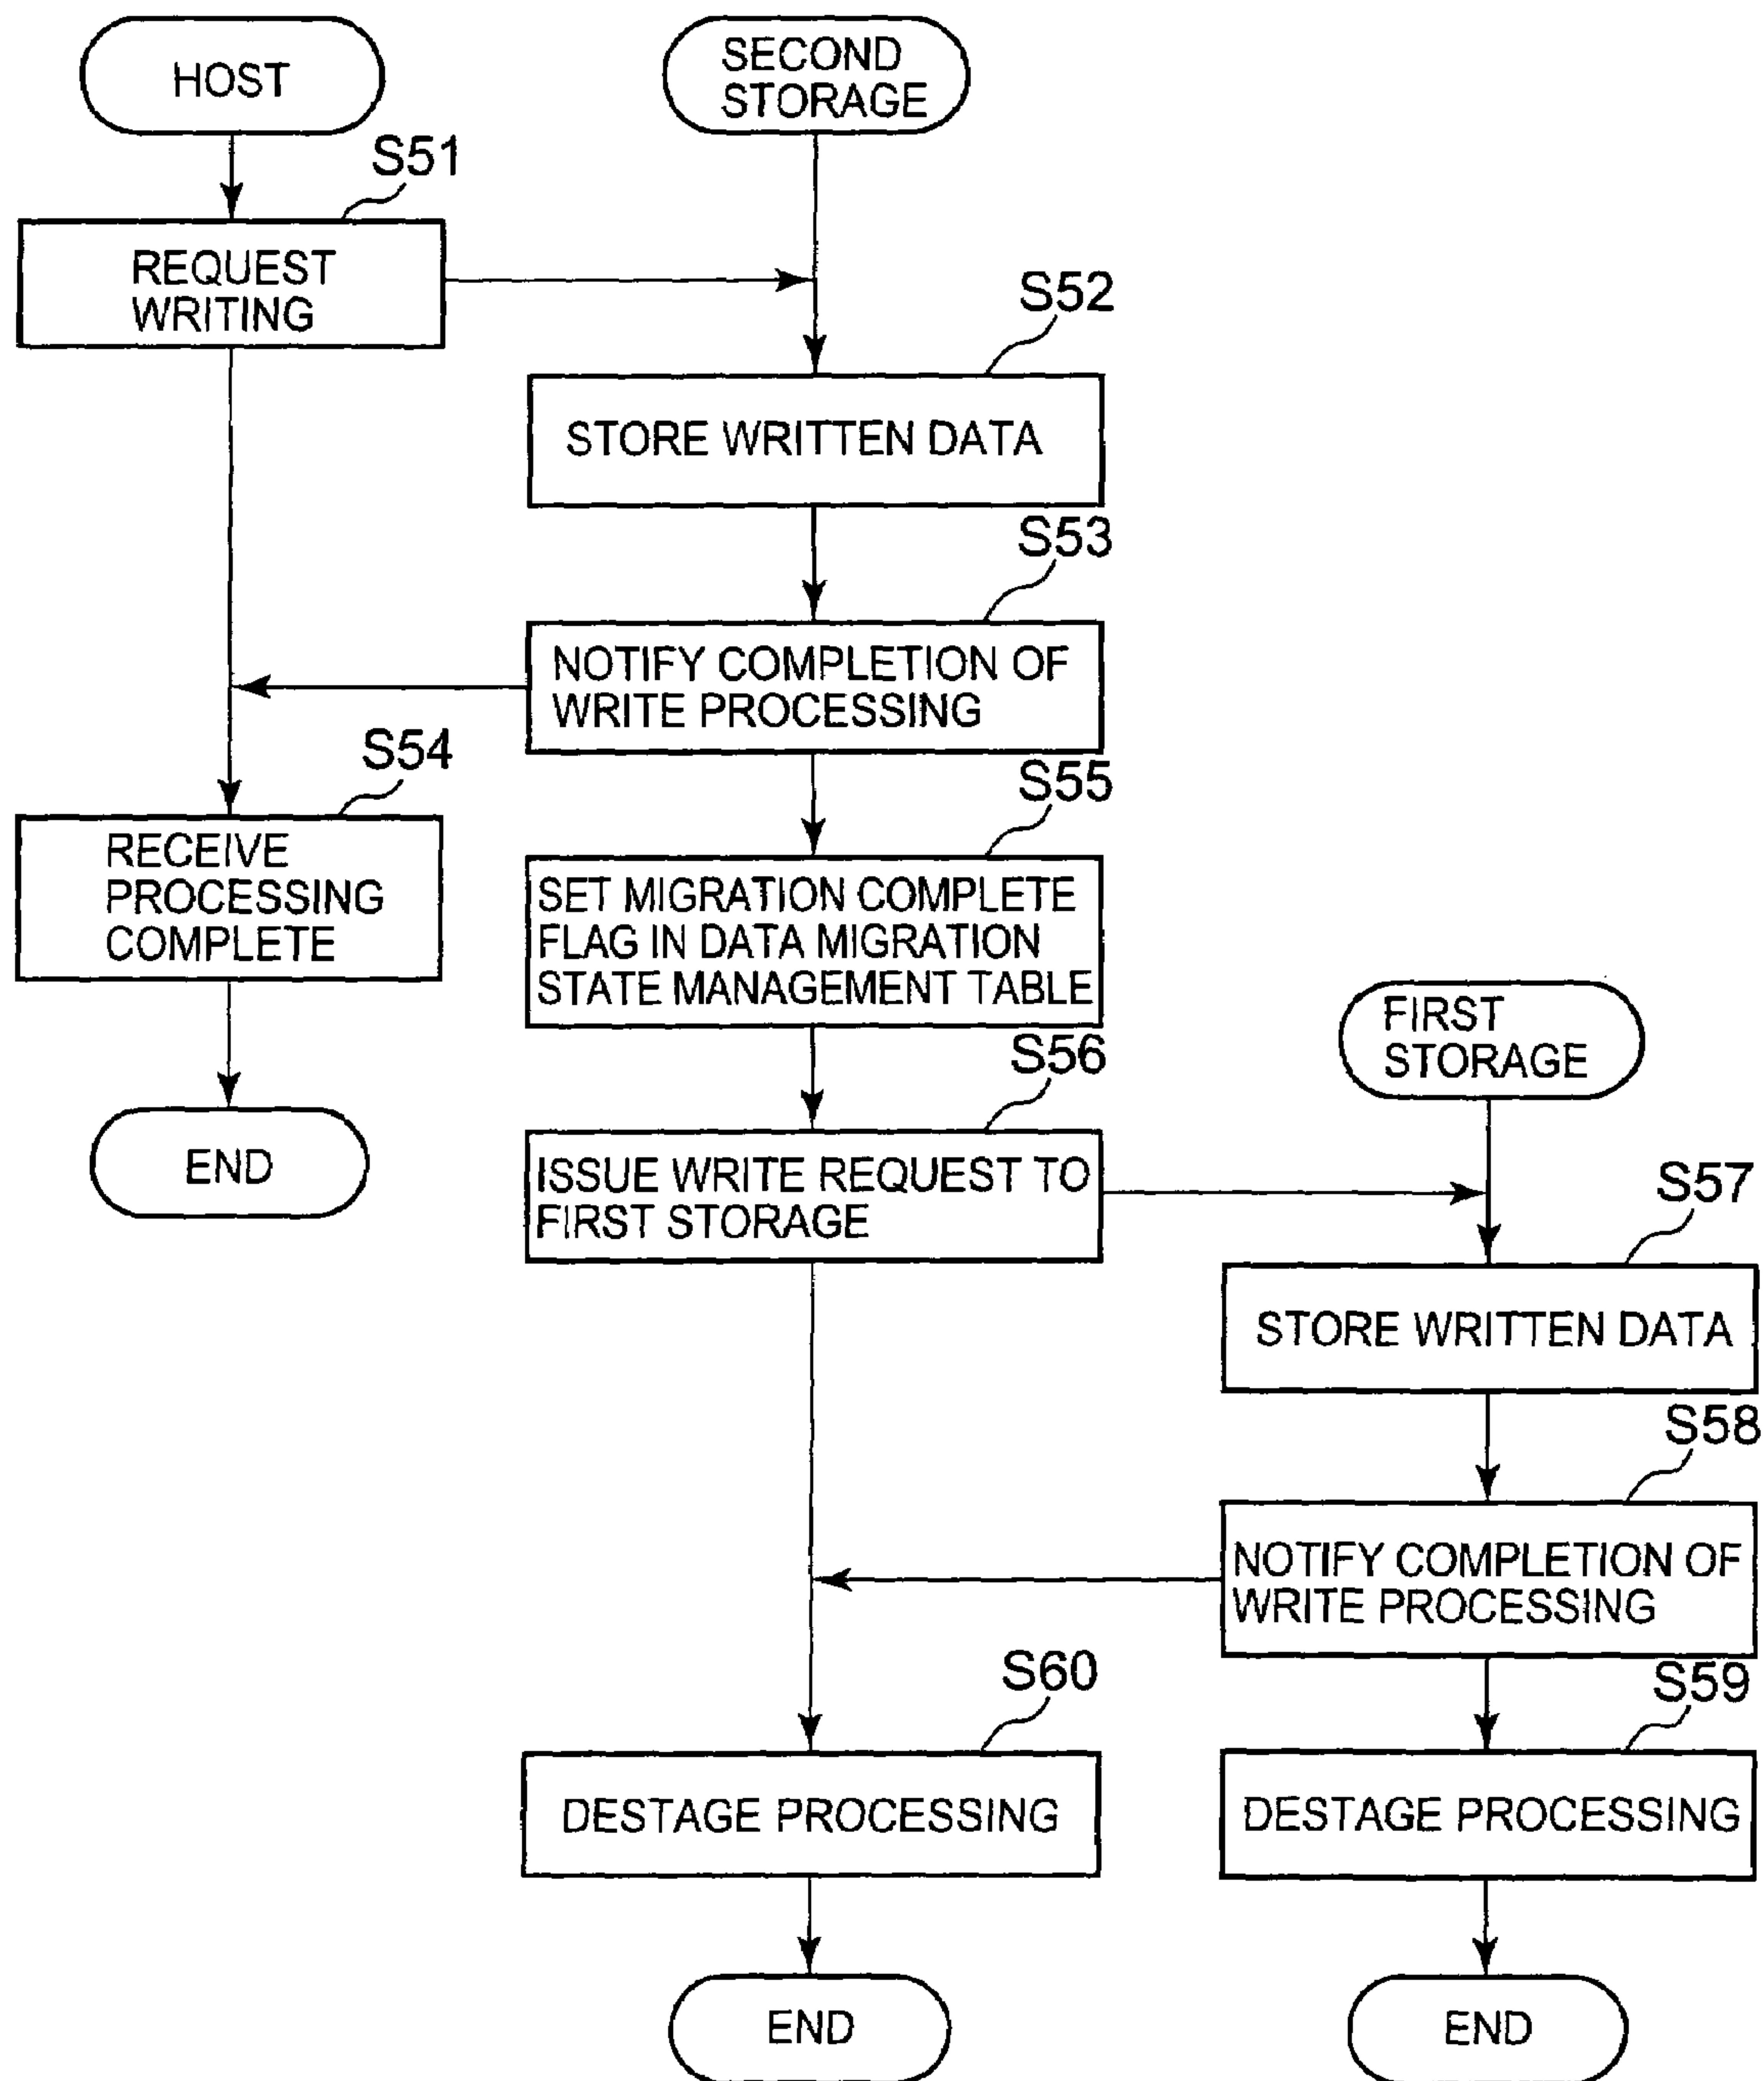 HOST
SECOND
STORAGE
S51
REQUEST
WRITING
S52
STORE WRITTEN DATA
S53
NOTIFY COMPLETION OF
WRITE PROCESSING
S54
RECEIVE
PROCESSING
COMPLETE
S55
SET MIGRATION COMPLETE
FLAG IN DATA MIGRATION
STATE MANAGEMENT TABLE
FIRST
STORAGE
S56
END
ISSUE WRITE REQUEST TO
FIRST STORAGE
S57
STORE WRITTEN DATA
S58
NOTIFY COMPLETION OF
WRITE PROCESSING
S60
S59
DESTAGE PROCESSING
DESTAGE PROCESSING
END
END